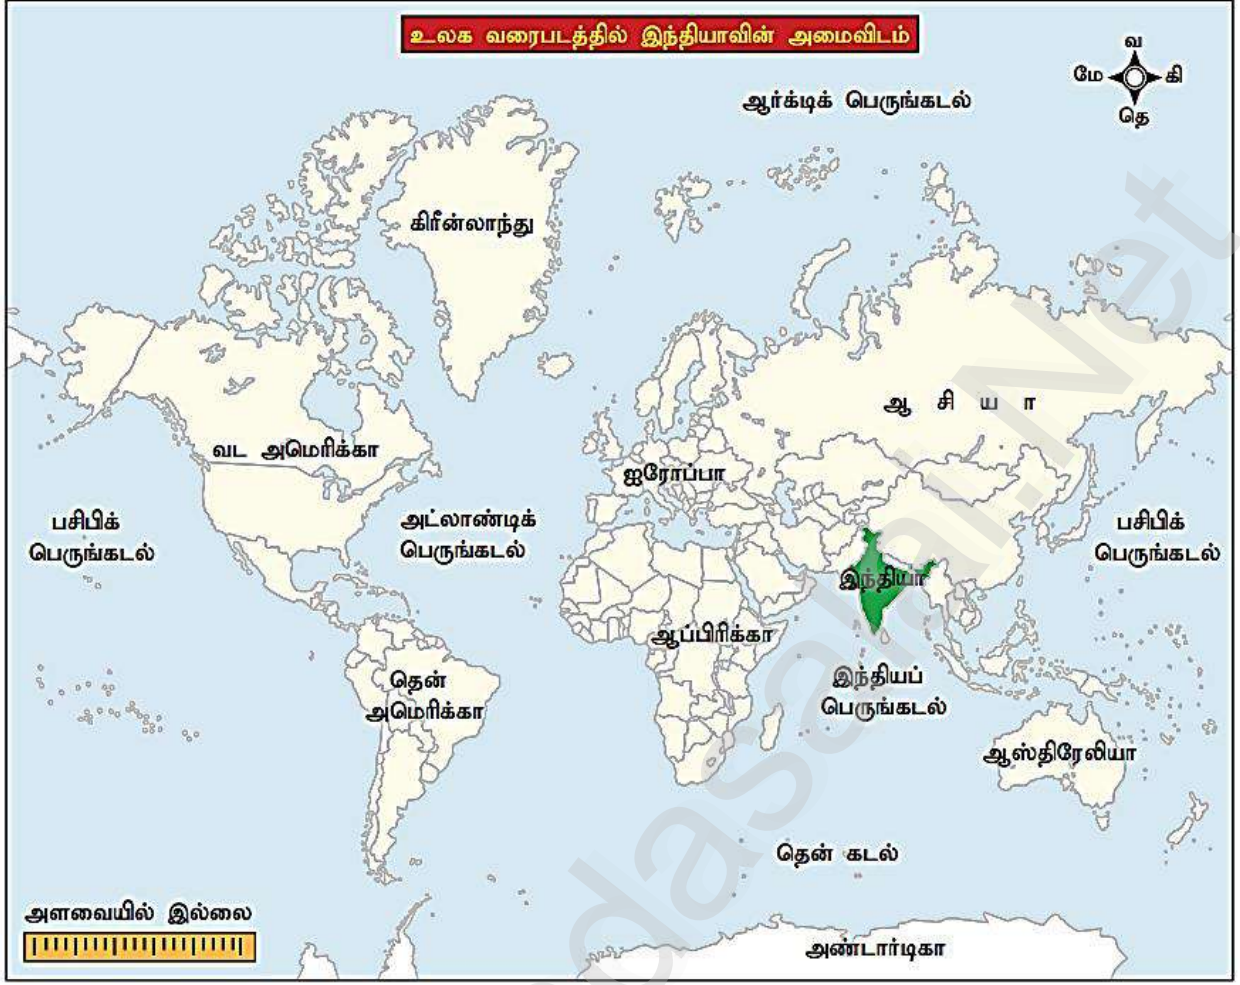 உலக வரைபடத்தில் இந்தியாவின் அமைவிடம்
வ
மே கி
தெ
ஆர்க்டிக் பெருங்கடல்
கிரீன்லாந்து
ஆ சி ய ா
வட அமெரிக்கா
ஐரோப்பா
பசிபிக்
பெருங்கடல்
அட்லாண்டிக்
பெருங்கடல்
பசிபிக்
பெருங்கடல்
இந்தியா
ஆப்பிரிக்கா
தென்
அமெரிக்கா
இந்தியப்
பெருங்கடல்
ஆஸ்திரேலியா
தென் கடல்
அளவையில் இல்லை
அண்டார்டிகா